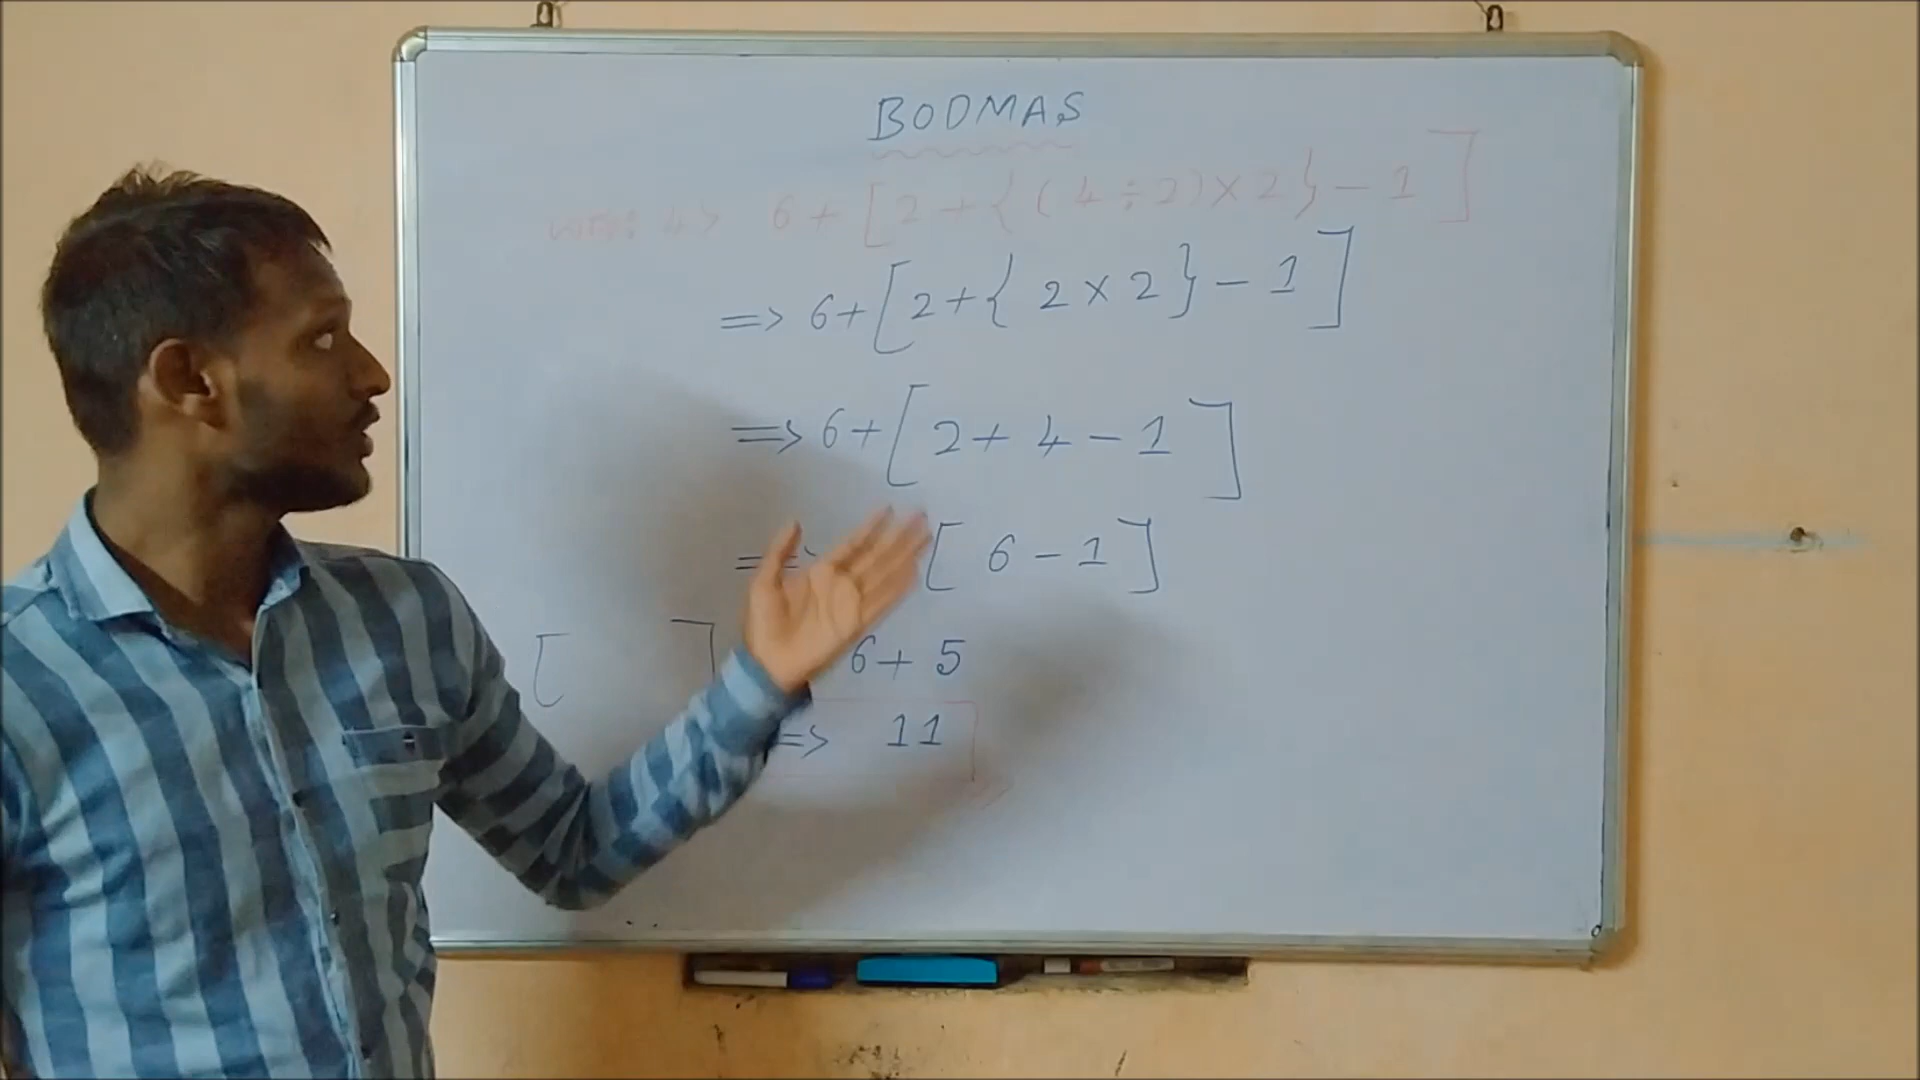 BODMAS
6 + [ 2 + { ( 4 ÷ 2 ) × 2 } - 1 ]
=> 6 + [ 2 + { 2 × 2 } - 1 ]
=> 6 + [ 2 + 4 - 1 ]
=> [ 6 - 1 ]
[ ] 6 + 5
=> 11